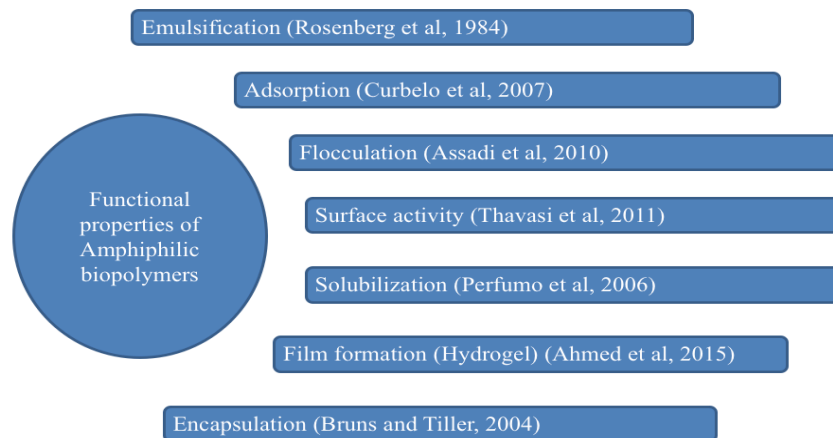 Emulsification (Rosenberg et al, 1984)
Adsorption (Curbelo et al, 2007)
Flocculation (Assadi et al, 2010)
Functional
properties of
Amphiphilic
biopolymers
Surface activity (Thavasi et al, 2011)
Solubilization (Perfumo et al, 2006)
Film formation (Hydrogel) (Ahmed et al, 2015)
Encapsulation (Bruns and Tiller, 2004)